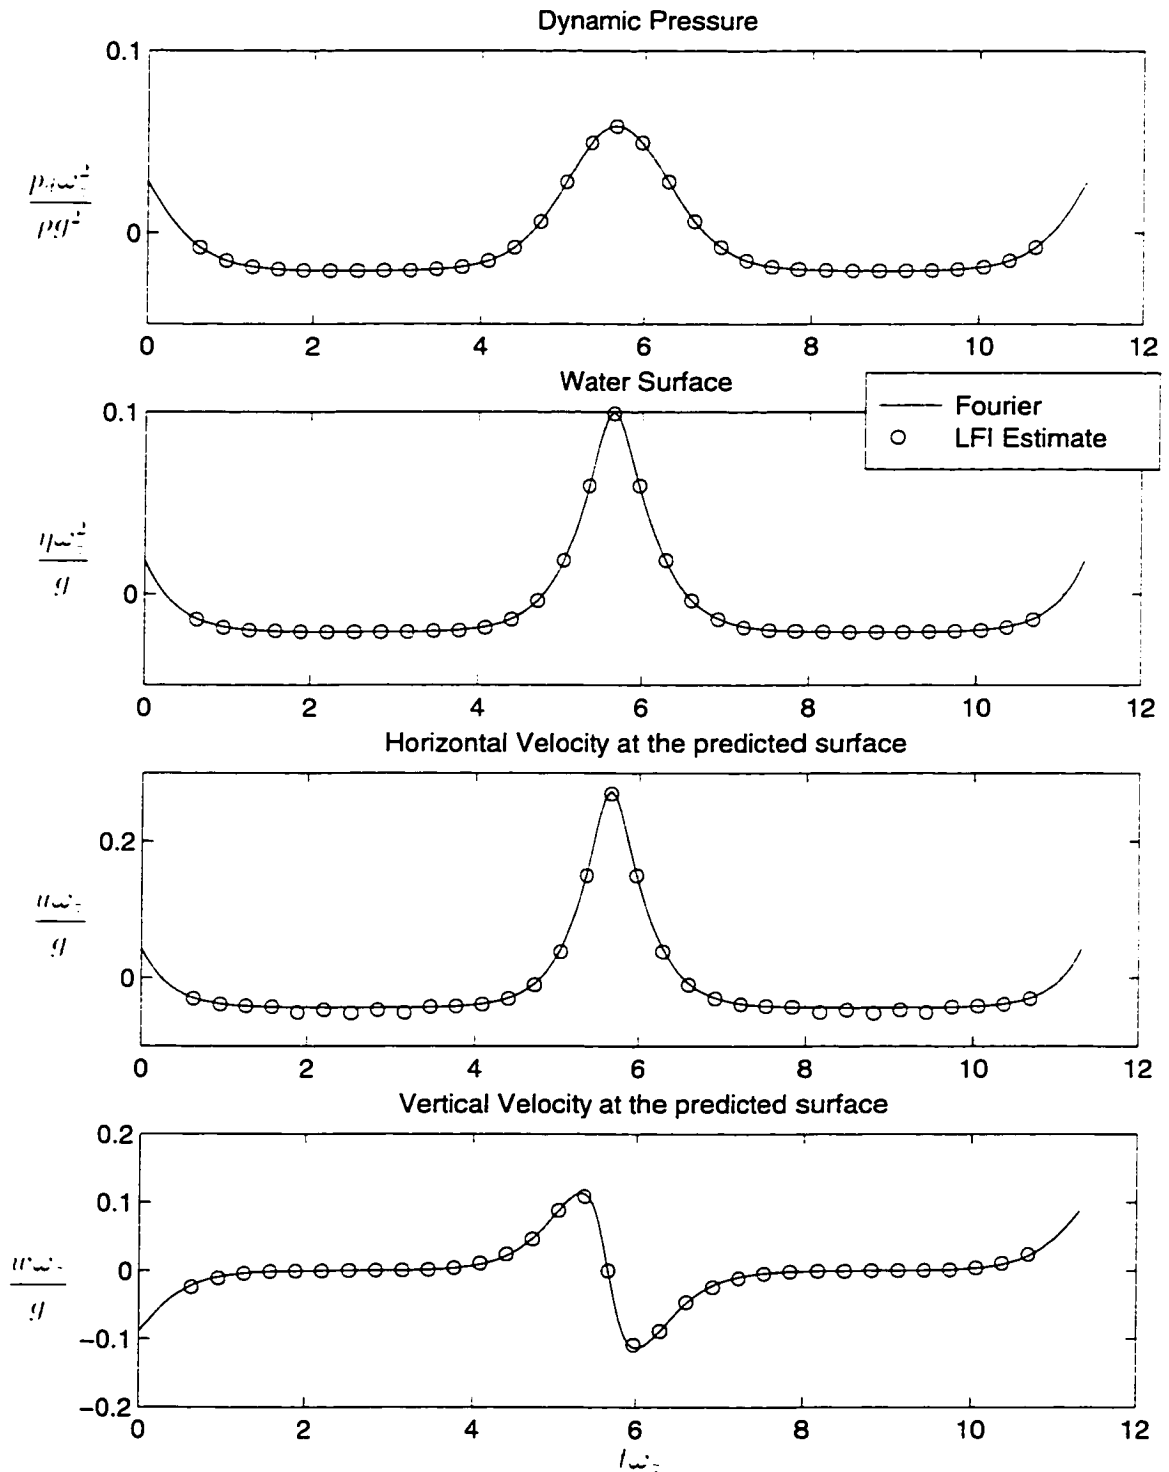 Dynamic Pressure
0.1
0
0 2 4 6 8 10 12
Water Surface
Fourier
LFI Estimate
0.1
0
g
0 2 4 6 8 10 12
Horizontal Velocity at the predicted surface
0.2
0
g
0 2 4 6 8 10 12
Vertical Velocity at the predicted surface
0.2
0.1
0
g
−0.1
−0.2
0 2 4 6 8 10 12